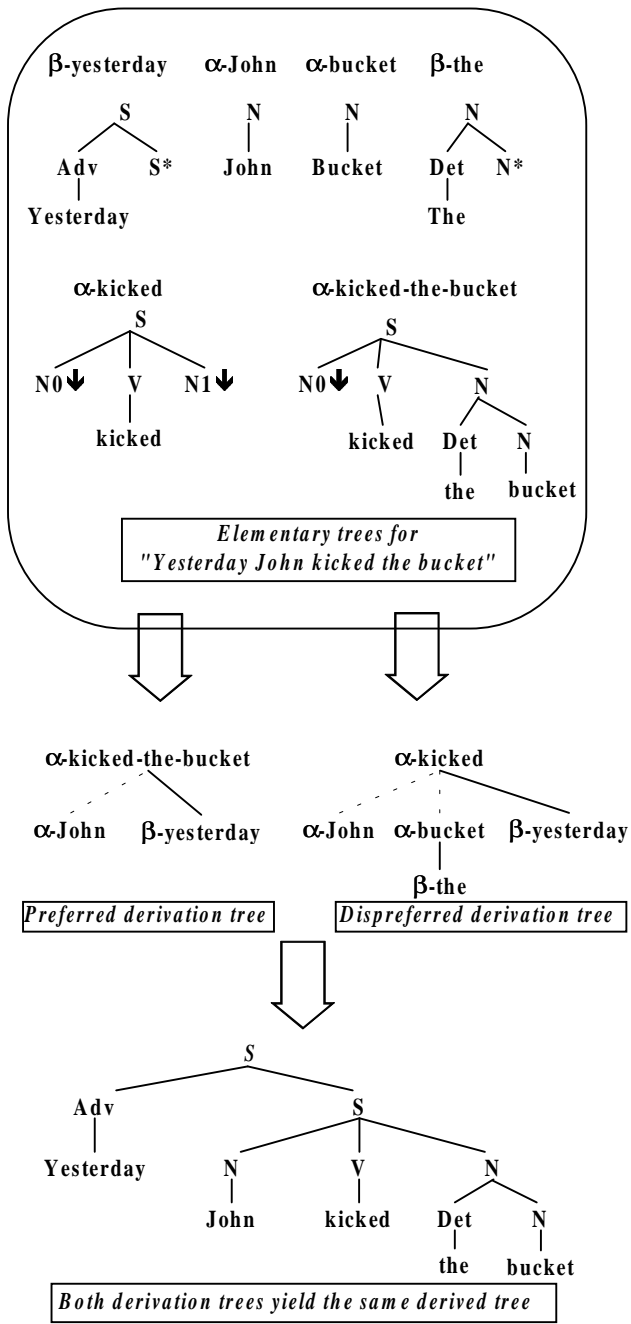 β-yesterday α-John α-bucket β-the
S N N N
Adv S* John Bucket Det N*
Yesterday The
α-kicked α-kicked-the-bucket
S S
N0↓ V N1↓ N0↓ V N
kicked kicked Det N
the bucket
Elementary trees for
"Yesterday John kicked the bucket"
α-kicked-the-bucket α-kicked
α-John β-yesterday α-John α-bucket β-yesterday
β-the
Preferred derivation tree Dispreferred derivation tree
S
Adv S
Yesterday N V N
John kicked Det N
the bucket
Both derivation trees yield the same derived tree